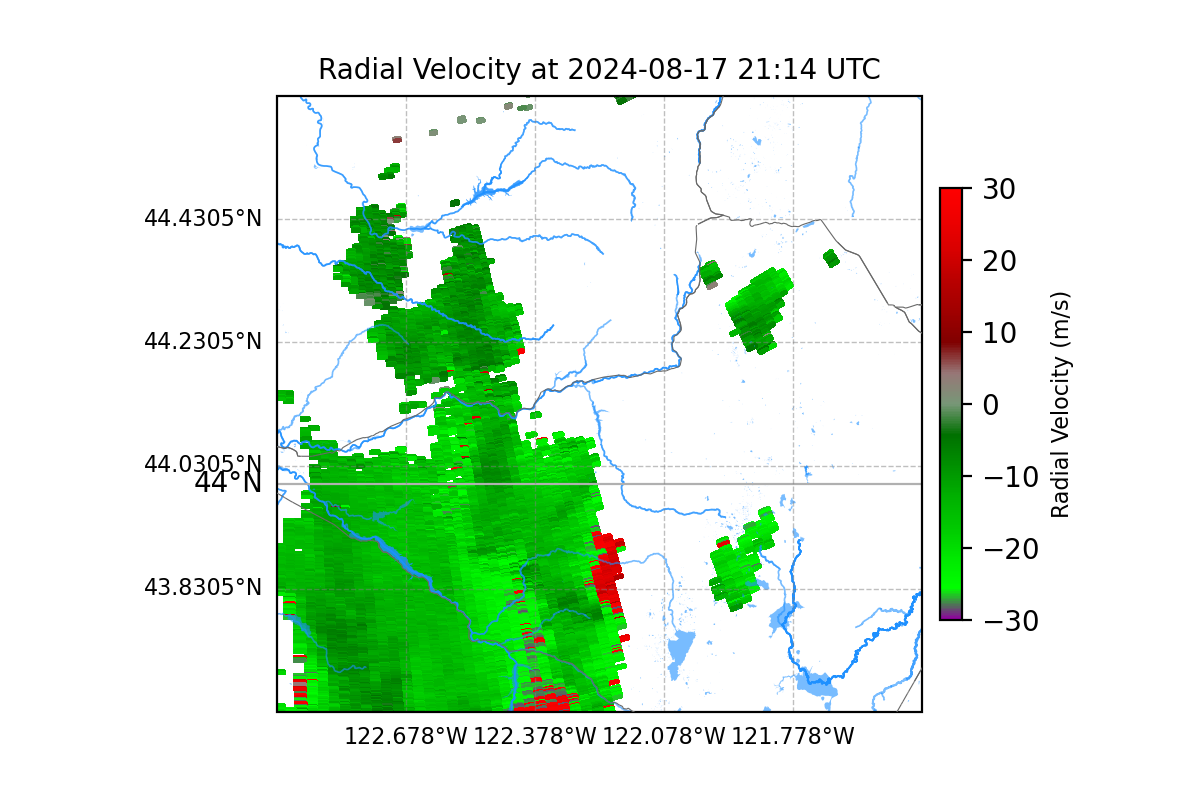 Radial Velocity at 2024-08-17 21:14 UTC
44.4305°N
44.2305°N
44.0305°N
44°N
43.8305°N
122.678°W 122.378°W 122.078°W 121.778°W
30
20
10
0
−10
−20
−30
Radial Velocity (m/s)